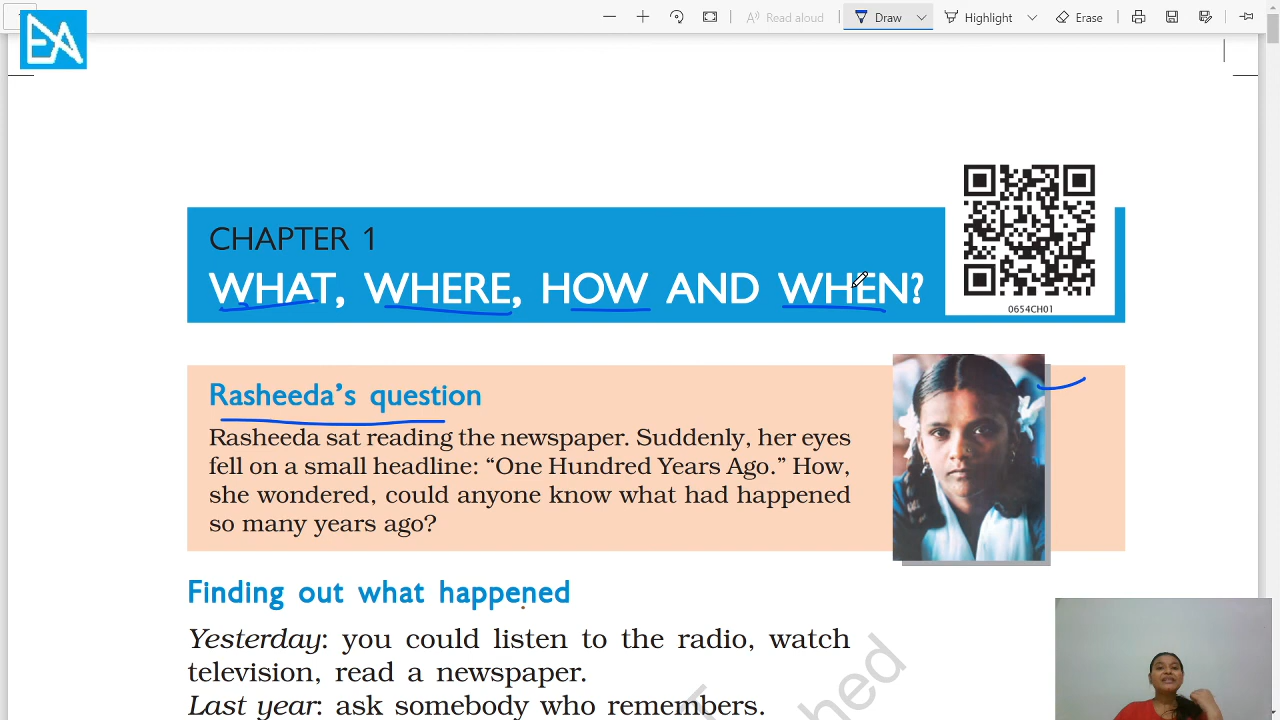 EA
Read aloud
Draw
Highlight
Erase
CHAPTER 1
WHAT, WHERE, HOW AND WHEN?
0654CH01
Rasheeda's question
Rasheeda sat reading the newspaper. Suddenly, her eyes
fell on a small headline: “One Hundred Years Ago.” How,
she wondered, could anyone know what had happened
so many years ago?
Finding out what happened
Yesterday: you could listen to the radio, watch
television, read a newspaper.
Last year: ask somebody who remembers.